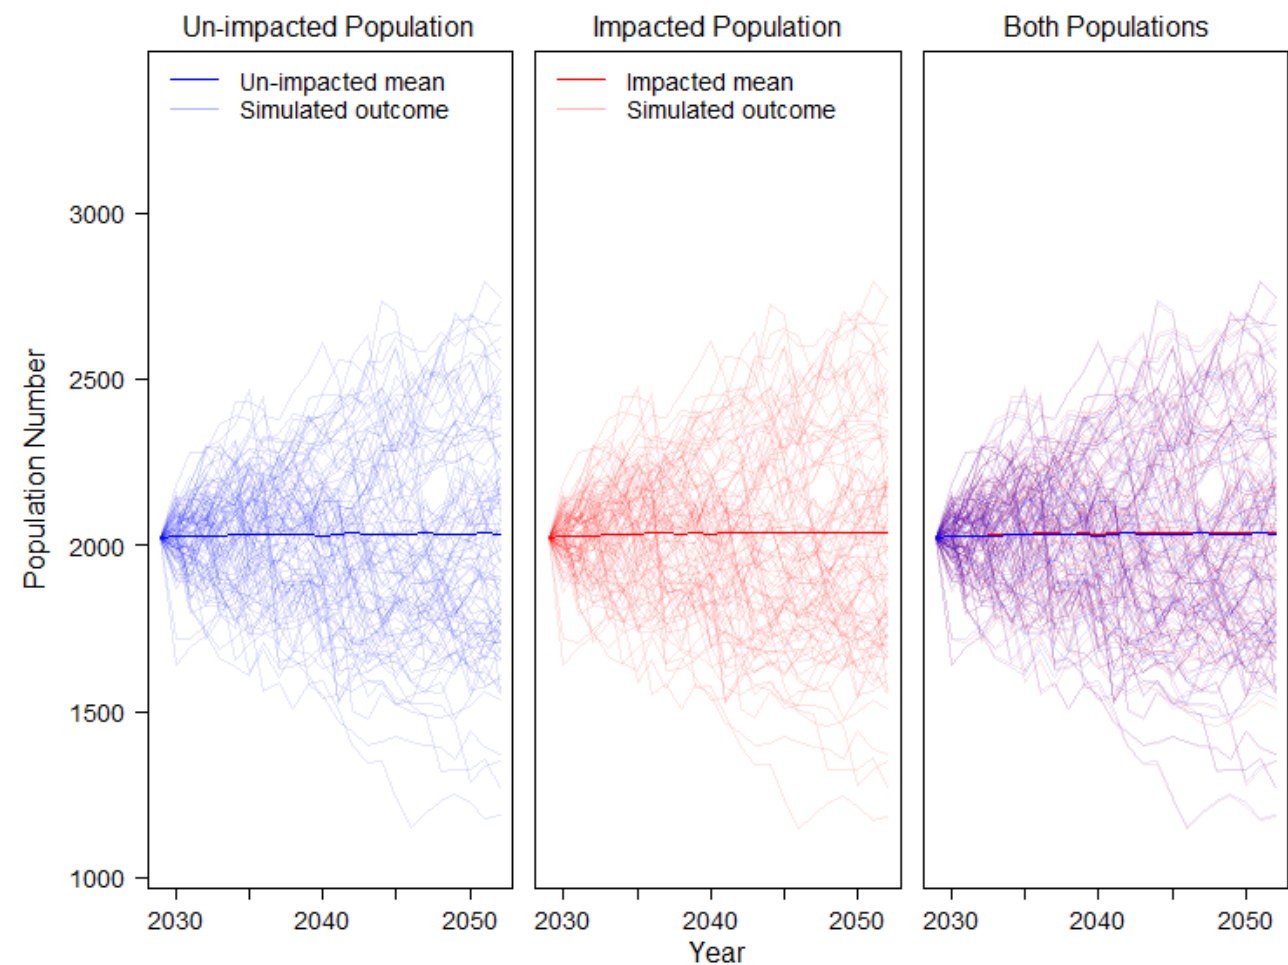 Un-impacted Population
Impacted Population
Both Populations
Un-impacted mean
Simulated outcome
Impacted mean
Simulated outcome
Population Number
3000
2500
2000
1500
1000
2030 2040 2050
2030 2040 2050
2030 2040 2050
Year